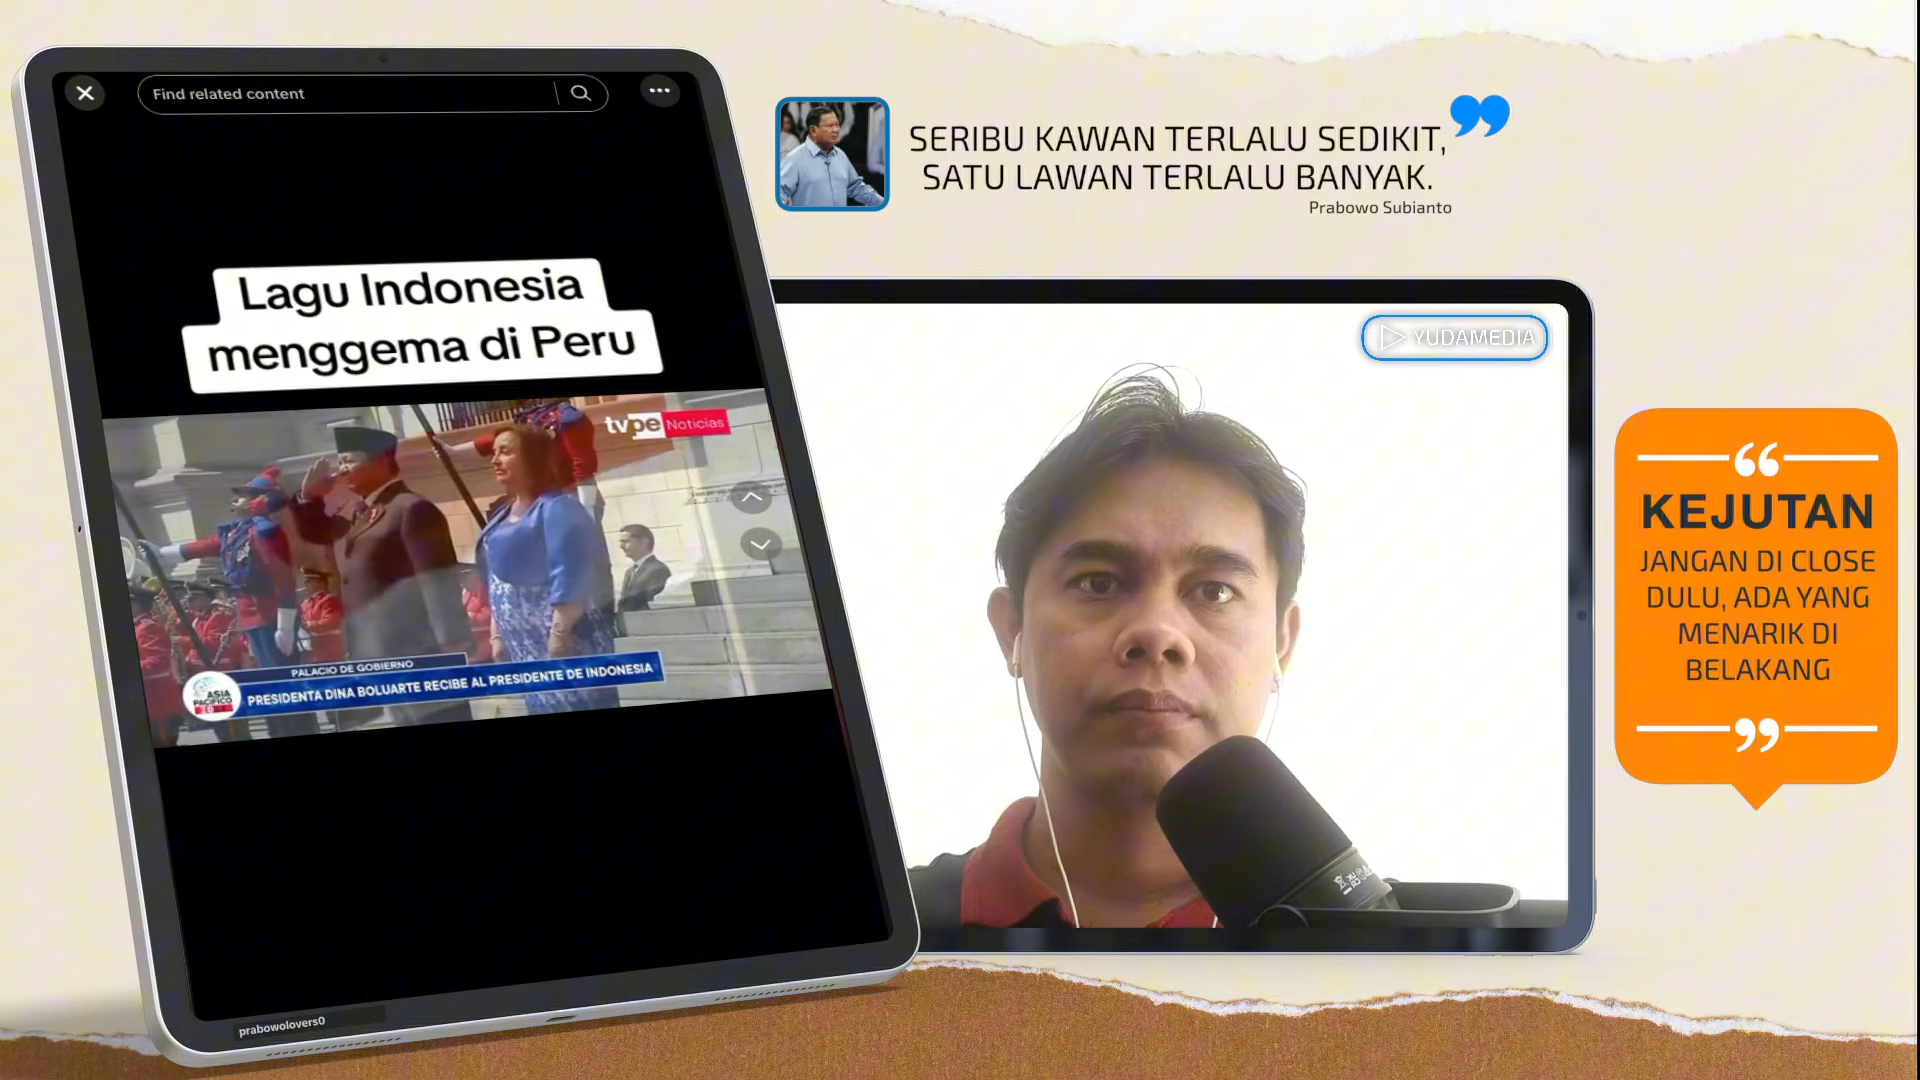 Find related content
Lagu Indonesia
menggema di Peru
tvpe Noticias
PALACIO DE GOBIERNO
ASIA
PACIFICO
PRESIDENTA DINA BOLUARTE RECIBE AL PRESIDENTE DE INDONESIA
prabowolovers0
SERIBU KAWAN TERLALU SEDIKIT,
SATU LAWAN TERLALU BANYAK.
Prabowo Subianto
YUDAMEDIA
KEJUTAN
JANGAN DI CLOSE
DULU, ADA YANG
MENARIK DI
BELAKANG